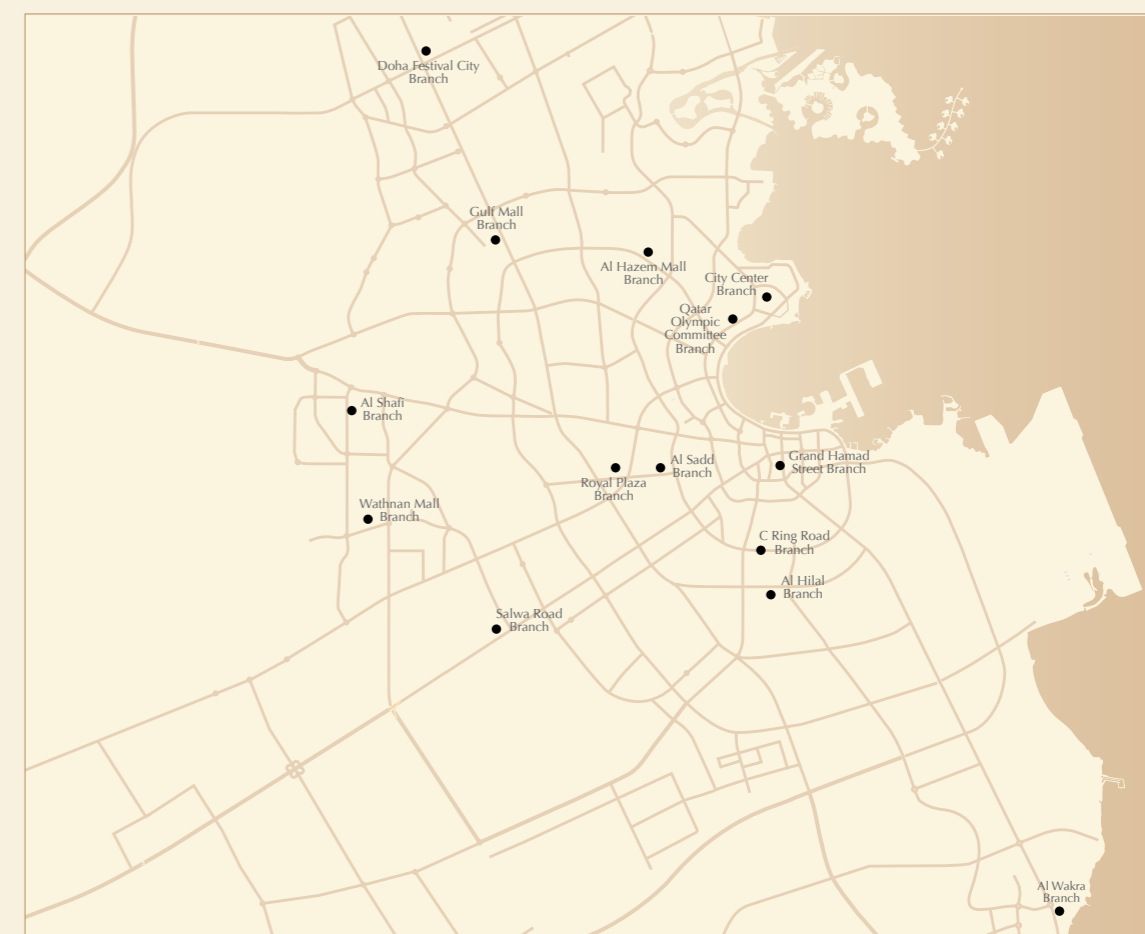 Doha Festival City
Branch
Gulf Mall
Branch
Al Hazem Mall
Branch
City Center
Branch
Qatar
Olympic
Committee
Branch
Al Shafi
Branch
Al Sadd
Branch
Grand Hamad
Street Branch
Royal Plaza
Branch
Wathnan Mall
Branch
C Ring Road
Branch
Al Hilal
Branch
Salwa Road
Branch
Al Wakra
Branch